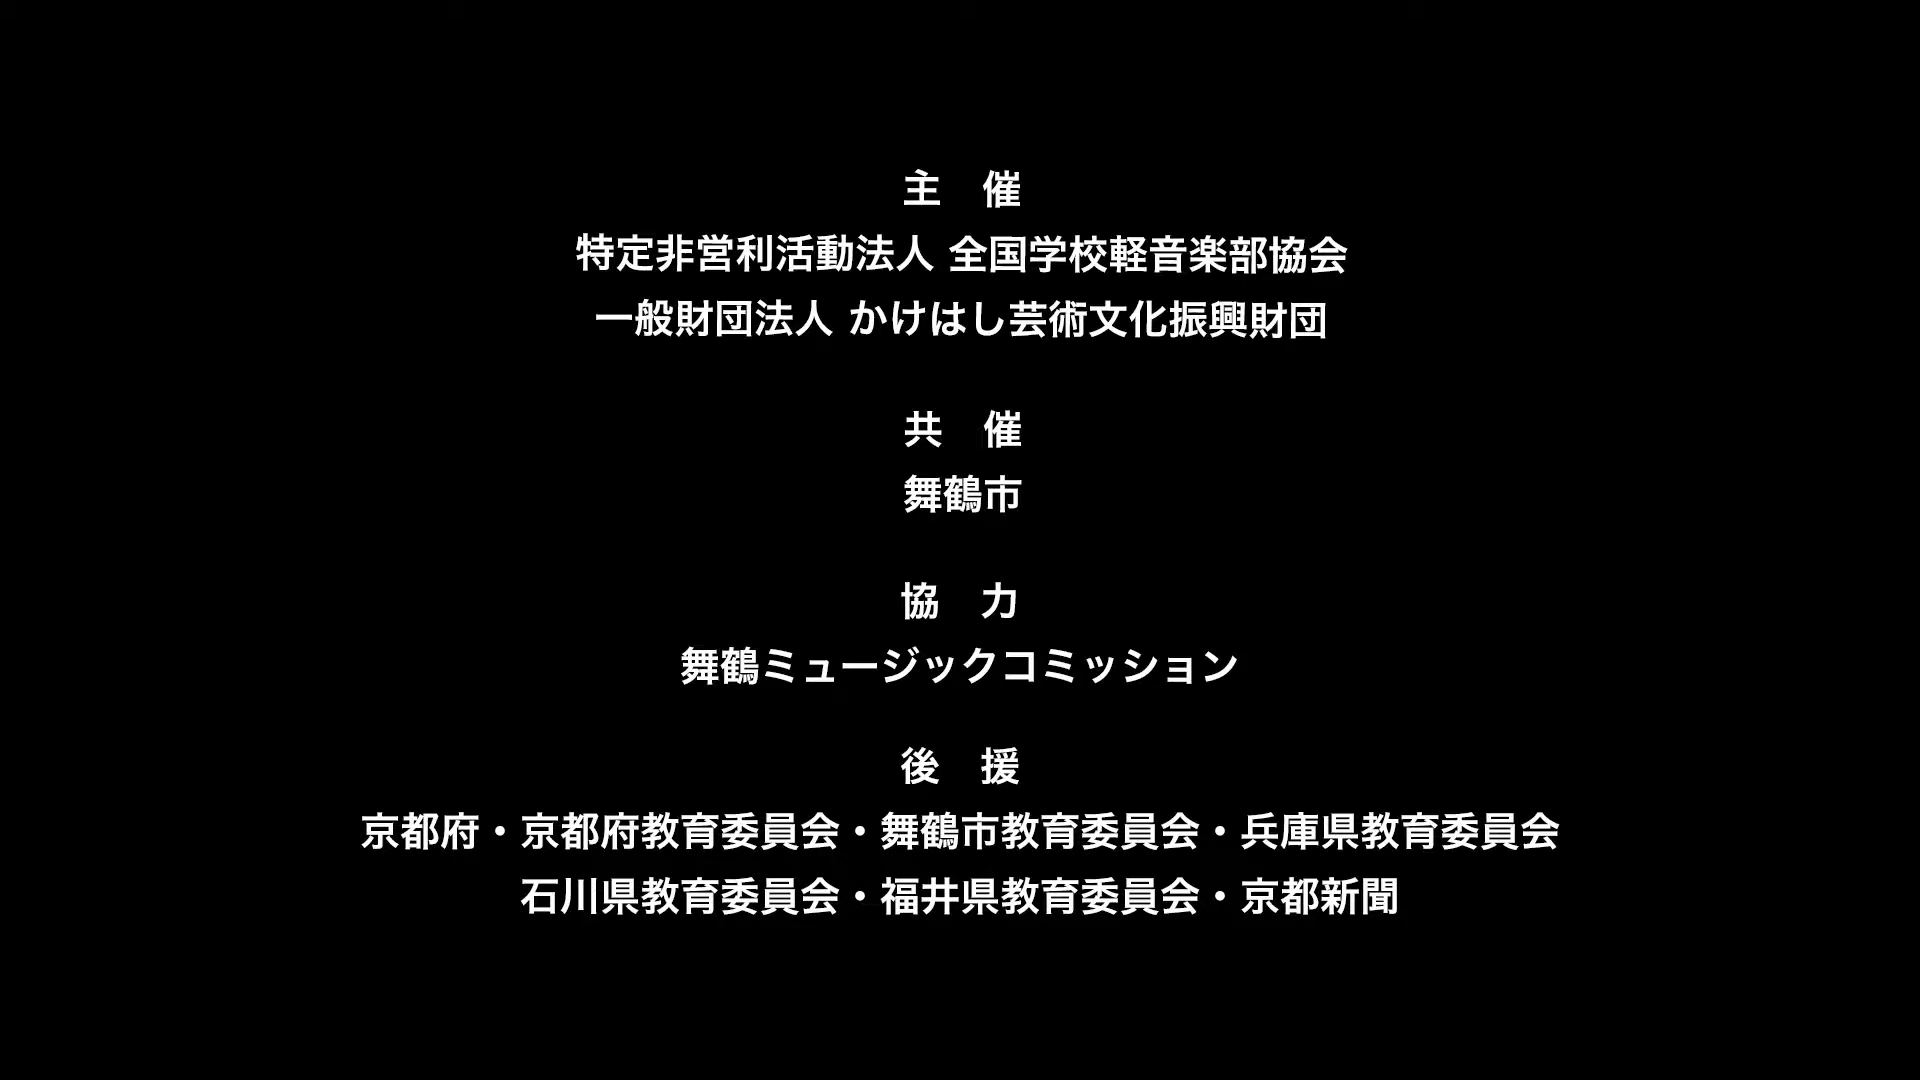 主　催
特定非営利活動法人 全国学校軽音楽部協会
一般財団法人 かけはし芸術文化振興財団
共　催
舞鶴市
協　力
舞鶴ミュージックコミッション
後　援
京都府・京都府教育委員会・舞鶴市教育委員会・兵庫県教育委員会
石川県教育委員会・福井県教育委員会・京都新聞